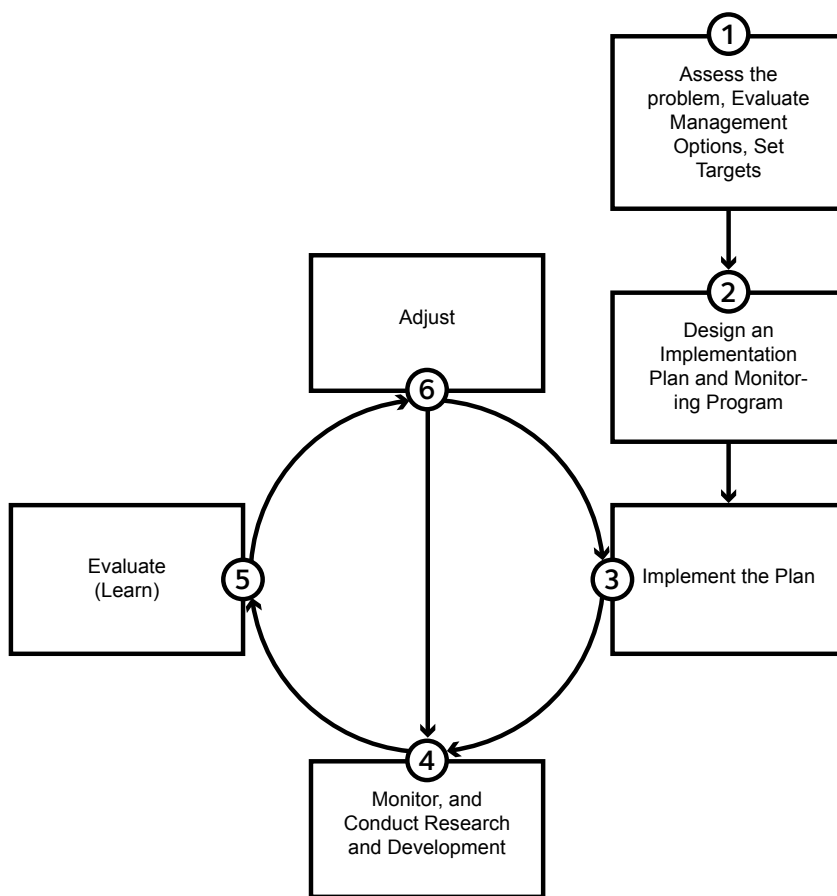 1
Assess the
problem, Evaluate
Management
Options, Set
Targets
2
Design an
Implementation
Plan and Monitor-
ing Program
3
Implement the Plan
4
Monitor, and
Conduct Research
and Development
5
Evaluate
(Learn)
6
Adjust